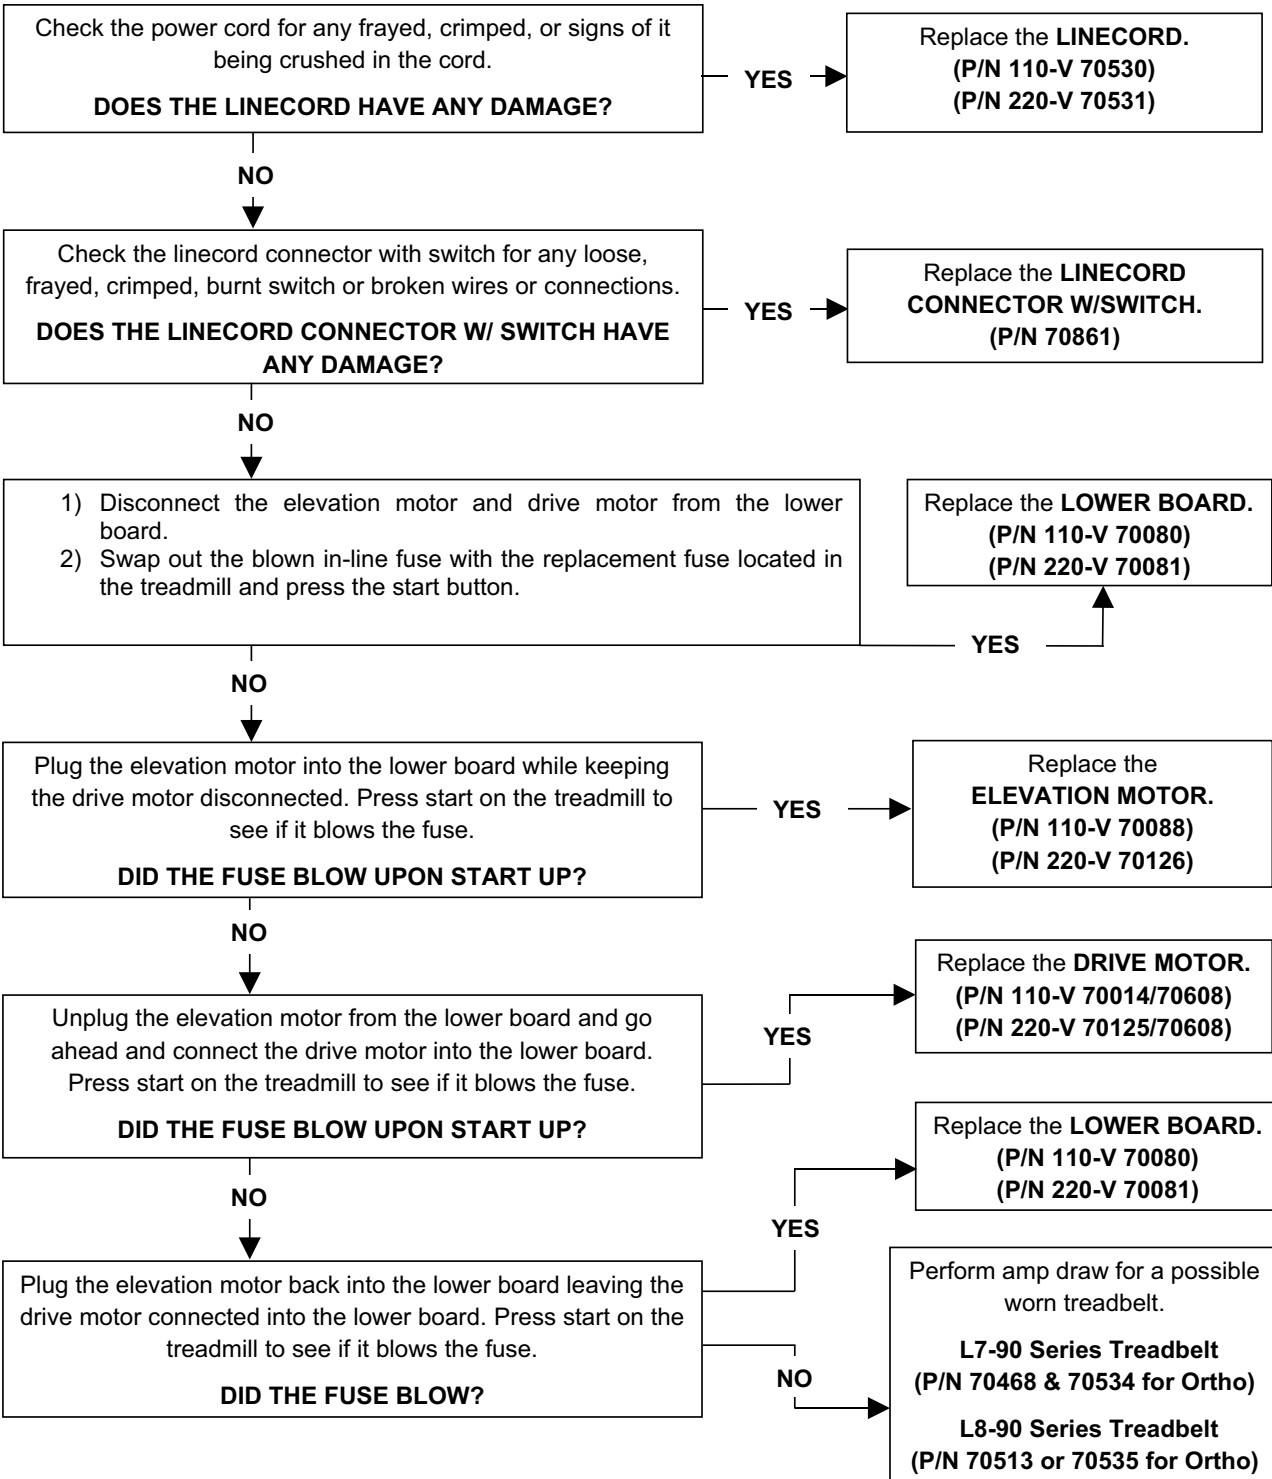 Check the power cord for any frayed, crimped, or signs of it
being crushed in the cord.
DOES THE LINECORD HAVE ANY DAMAGE?
YES
Replace the LINECORD.
(P/N 110-V 70530)
(P/N 220-V 70531)
NO
Check the linecord connector with switch for any loose,
frayed, crimped, burnt switch or broken wires or connections.
DOES THE LINECORD CONNECTOR W/ SWITCH HAVE
ANY DAMAGE?
YES
Replace the LINECORD
CONNECTOR W/SWITCH.
(P/N 70861)
NO
1) Disconnect the elevation motor and drive motor from the lower
board.
2) Swap out the blown in-line fuse with the replacement fuse located in
the treadmill and press the start button.
YES
Replace the LOWER BOARD.
(P/N 110-V 70080)
(P/N 220-V 70081)
NO
Plug the elevation motor into the lower board while keeping
the drive motor disconnected. Press start on the treadmill to
see if it blows the fuse.
DID THE FUSE BLOW UPON START UP?
YES
Replace the
ELEVATION MOTOR.
(P/N 110-V 70088)
(P/N 220-V 70126)
NO
Unplug the elevation motor from the lower board and go
ahead and connect the drive motor into the lower board.
Press start on the treadmill to see if it blows the fuse.
DID THE FUSE BLOW UPON START UP?
YES
Replace the DRIVE MOTOR.
(P/N 110-V 70014/70608)
(P/N 220-V 70125/70608)
NO
Plug the elevation motor back into the lower board leaving the
drive motor connected into the lower board. Press start on the
treadmill to see if it blows the fuse.
DID THE FUSE BLOW?
YES
Replace the LOWER BOARD.
(P/N 110-V 70080)
(P/N 220-V 70081)
NO
Perform amp draw for a possible
worn treadbelt.
L7-90 Series Treadbelt
(P/N 70468 & 70534 for Ortho)
L8-90 Series Treadbelt
(P/N 70513 or 70535 for Ortho)